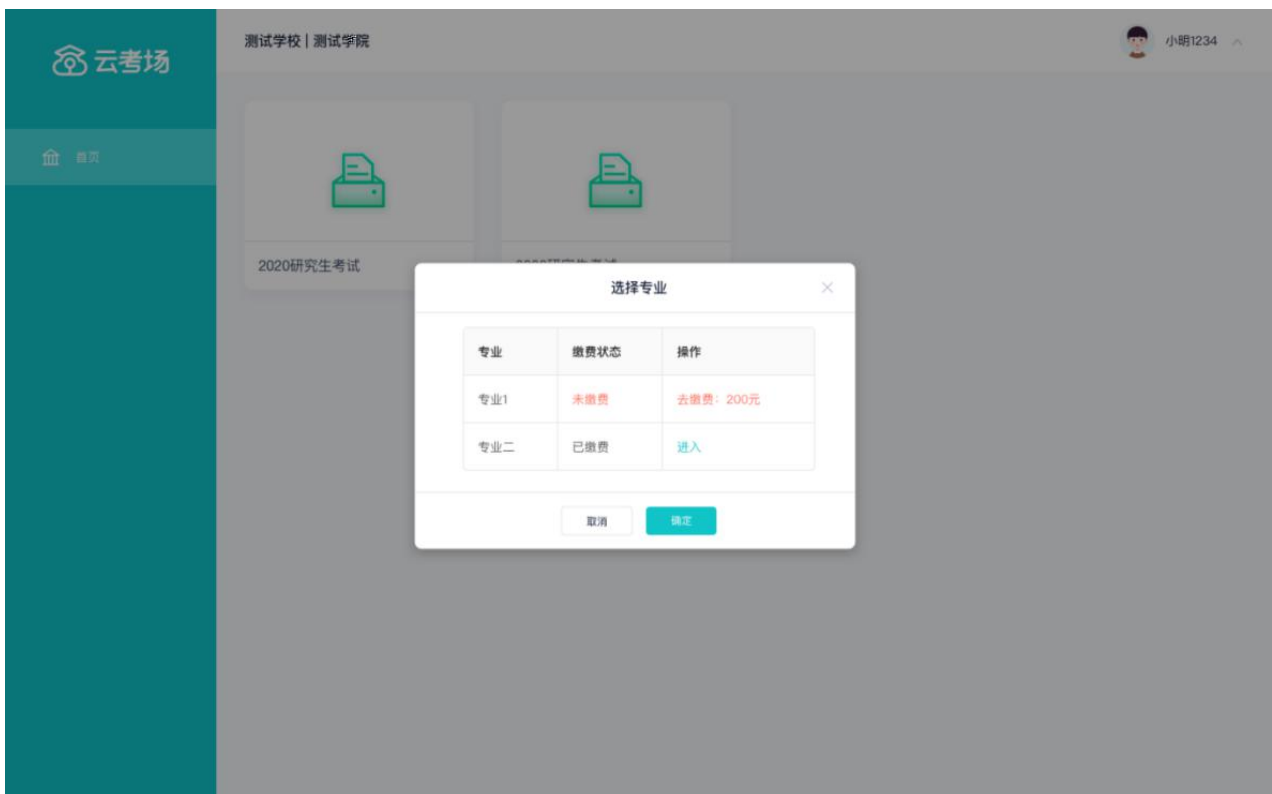 云考场
测试学校 | 测试学院
小明1234
首页
2020研究生考试
选择专业
专业 缴费状态 操作
专业1 未缴费 去缴费：200元
专业二 已缴费 进入
取消 确定